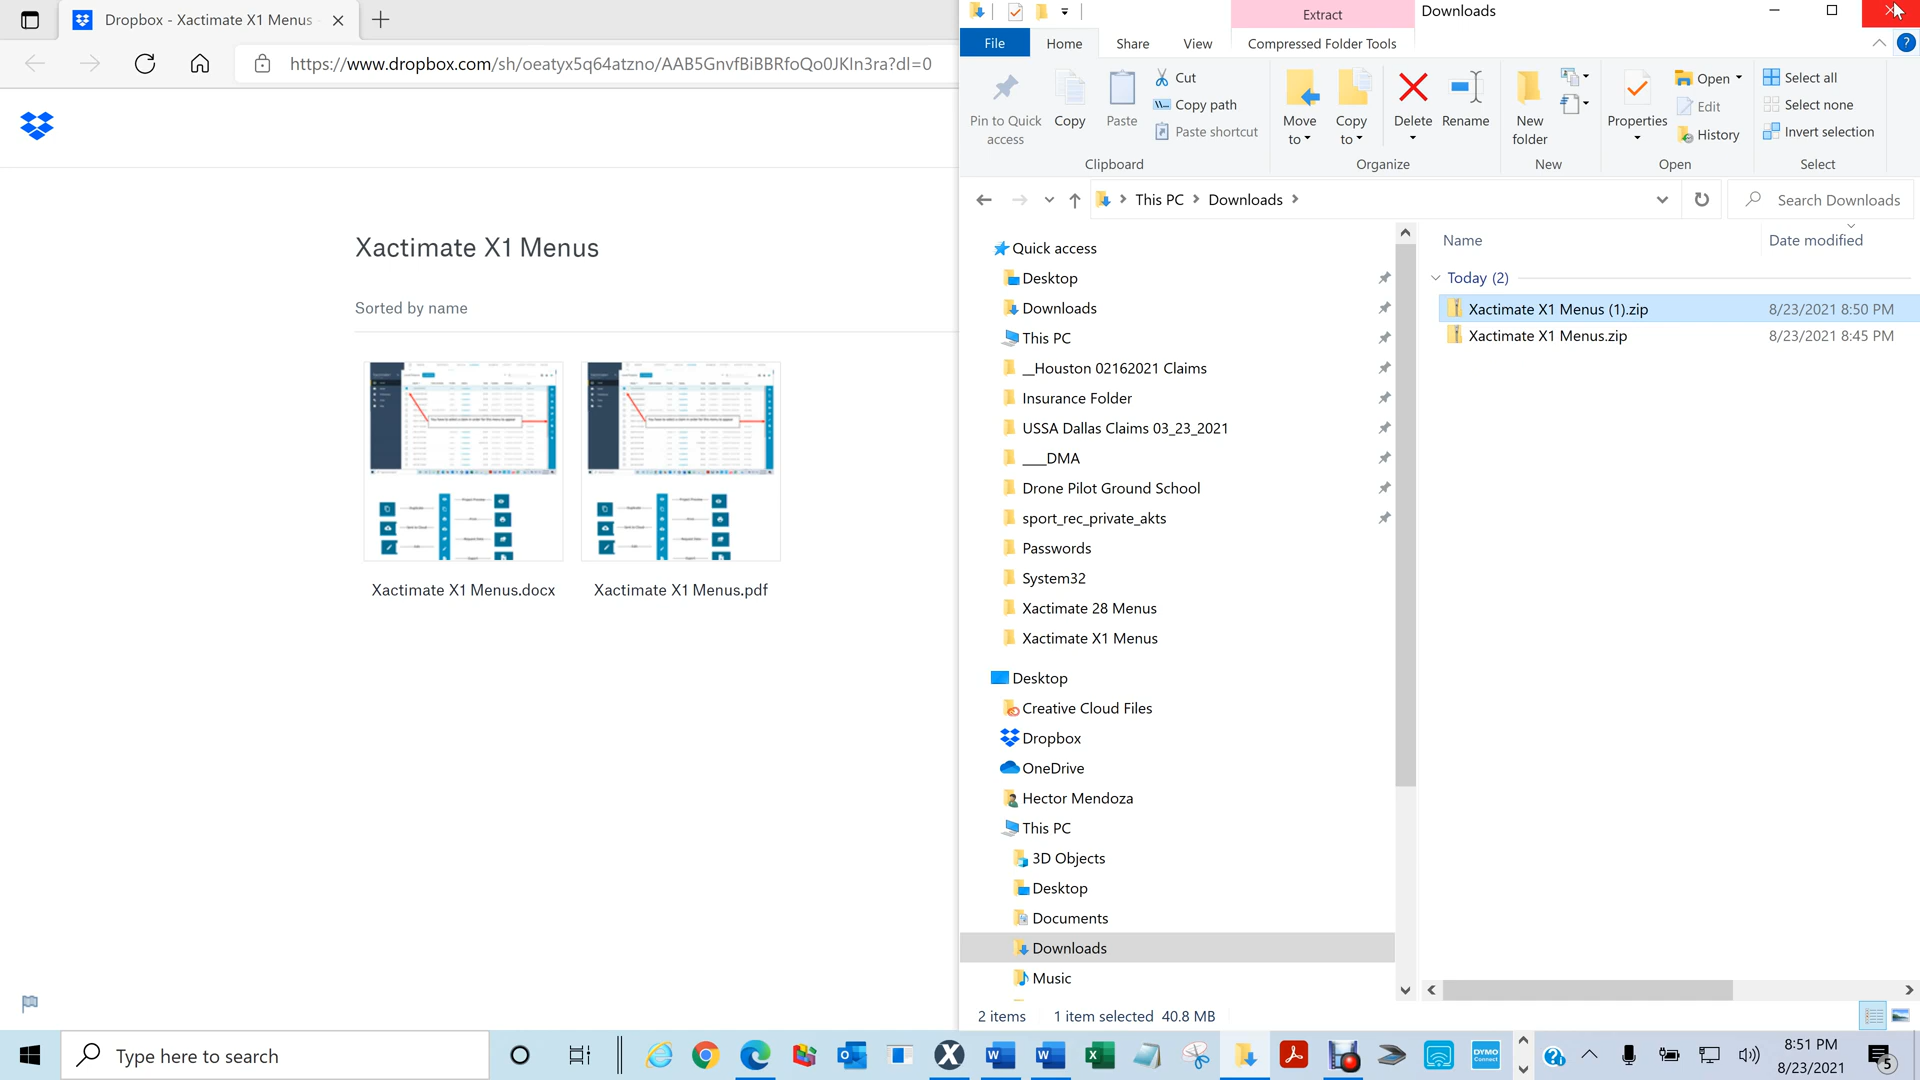 Dropbox - Xactimate X1 Menus
https://www.dropbox.com/sh/oeatyx5q64atzno/AAB5GnvfBiBBRfoQo0JKIn3ra?dl=0
Xactimate X1 Menus
Sorted by name
Xactimate X1 Menus.docx
Xactimate X1 Menus.pdf
Extract
Downloads
File
Home
Share
View
Compressed Folder Tools
Pin to Quick
access
Copy
Paste
Cut
Copy path
Paste shortcut
Clipboard
Move
to
Copy
to
Delete
Rename
Organize
New
folder
New
Properties
Open
Edit
History
Open
Select all
Select none
Invert selection
Select
This PC
Downloads
Search Downloads
Quick access
Desktop
Downloads
This PC
__Houston 02162021 Claims
Insurance Folder
USSA Dallas Claims 03_23_2021
___DMA
Drone Pilot Ground School
sport_rec_private_akts
Passwords
System32
Xactimate 28 Menus
Xactimate X1 Menus
Desktop
Creative Cloud Files
Dropbox
OneDrive
Hector Mendoza
This PC
3D Objects
Desktop
Documents
Downloads
Music
Name
Date modified
Today (2)
Xactimate X1 Menus (1).zip
8/23/2021 8:50 PM
Xactimate X1 Menus.zip
8/23/2021 8:45 PM
2 items
1 item selected 40.8 MB
Type here to search
DYMO
Connect
8:51 PM
8/23/2021
5